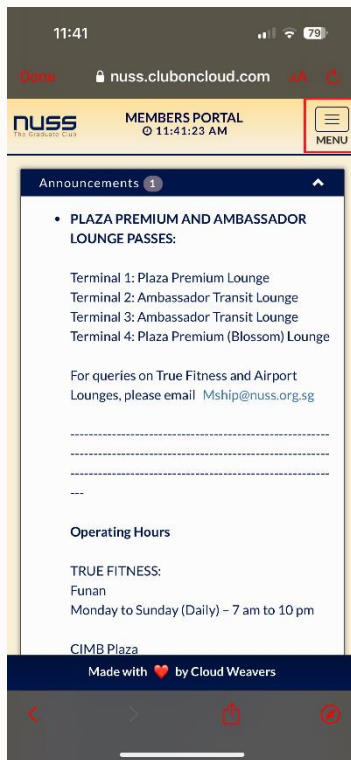 11:41
79
Done
nuss.cluboncloud.com
AA
nuss
The Graduate Club
MEMBERS PORTAL
11:41:23 AM
MENU
Announcements 1
• PLAZA PREMIUM AND AMBASSADOR
LOUNGE PASSES:
Terminal 1: Plaza Premium Lounge
Terminal 2: Ambassador Transit Lounge
Terminal 3: Ambassador Transit Lounge
Terminal 4: Plaza Premium (Blossom) Lounge
For queries on True Fitness and Airport
Lounges, please email Mship@nuss.org.sg
-------------------------------------------------------
-------------------------------------------------------
-------------------------------------------------------
---
Operating Hours
TRUE FITNESS:
Funan
Monday to Sunday (Daily) – 7 am to 10 pm
CIMB Plaza
Made with ❤️ by Cloud Weavers